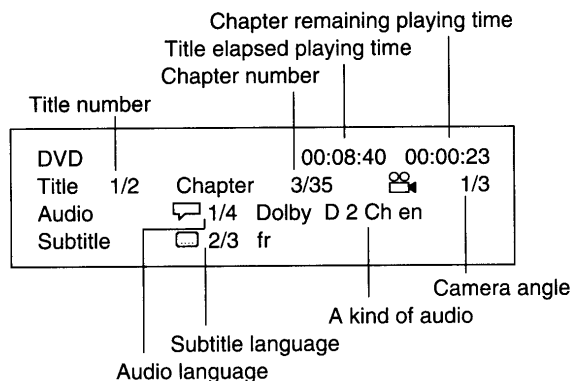 Chapter remaining playing time
Title elapsed playing time
Chapter number
Title number
DVD 00:08:40 00:00:23
Title 1/2 Chapter 3/35 1/3
Audio 1/4 Dolby D 2 Ch en
Subtitle 2/3 fr
Camera angle
A kind of audio
Subtitle language
Audio language